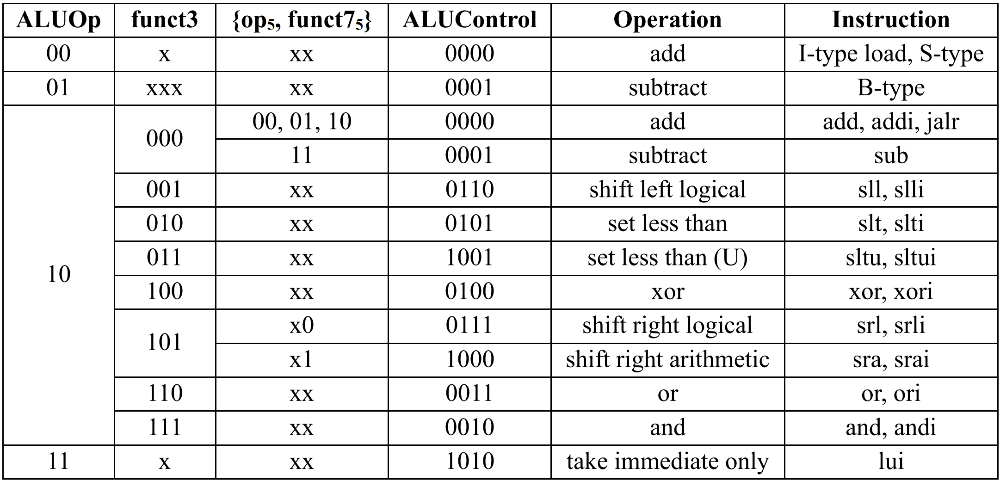 ALUOp funct3 {op5, funct75} ALUControl Operation Instruction
00 x xx 0000 add I-type load, S-type
01 xxx xx 0001 subtract B-type
10 000 00, 01, 10 0000 add add, addi, jalr
11 0001 subtract sub
001 xx 0110 shift left logical sll, slli
010 xx 0101 set less than slt, slti
011 xx 1001 set less than (U) sltu, sltui
100 xx 0100 xor xor, xori
101 x0 0111 shift right logical srl, srli
x1 1000 shift right arithmetic sra, srai
110 xx 0011 or or, ori
111 xx 0010 and and, andi
11 x xx 1010 take immediate only lui